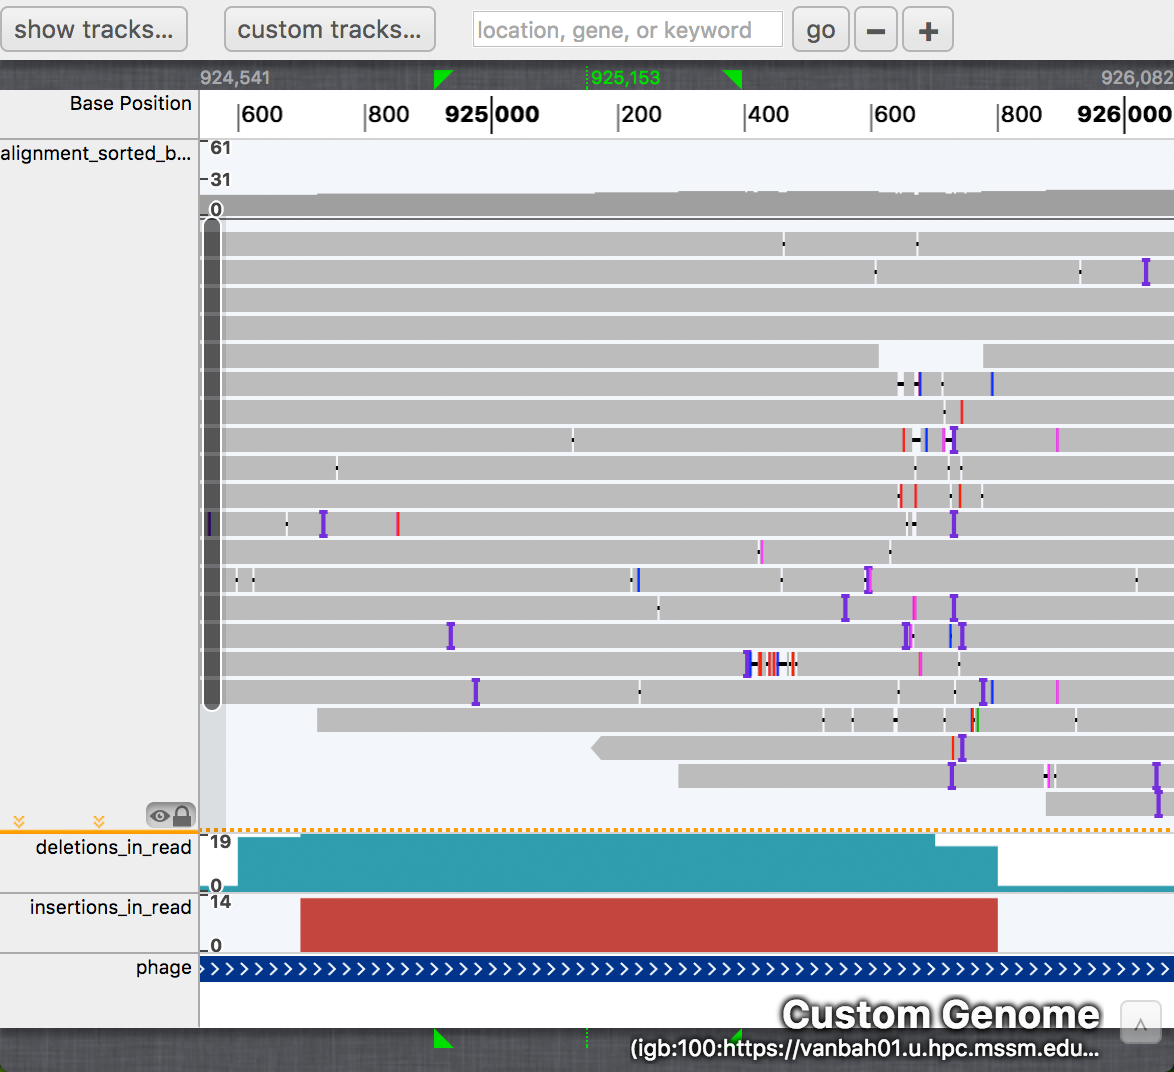 show tracks... custom tracks... location, gene, or keyword go − +
924,541 925,153 926,082
Base Position |600 |800 925|000 |200 |400 |600 |800 926|000
alignment_sorted_b... 61
31
0
deletions_in_read 19
0
insertions_in_read 14
0
phage
Custom Genome
(igb:100:https://vanbah01.u.hpc.mssm.edu...